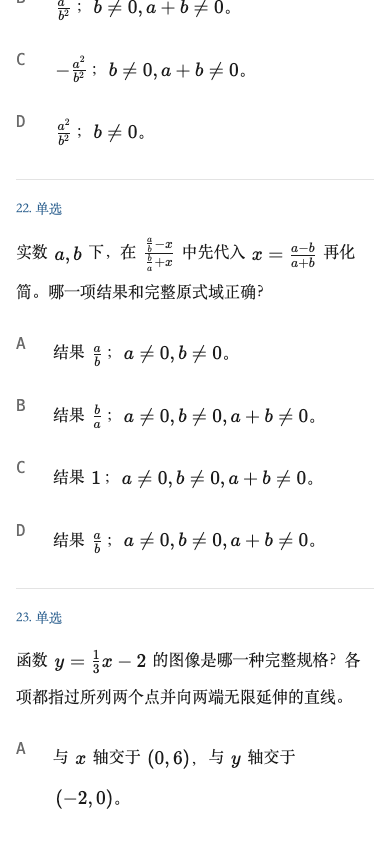 B $\frac{a}{b^2}$；$b \neq 0, a + b \neq 0$。
C $-\frac{a^2}{b^2}$；$b \neq 0, a + b \neq 0$。
D $\frac{a^2}{b^2}$；$b \neq 0$。
22. 单选
实数 $a, b$ 下，在 $\frac{\frac{a}{b}-x}{\frac{b}{a}+x}$ 中先代入 $x = \frac{a-b}{a+b}$ 再化
简。哪一项结果和完整原式域正确?
A 结果 $\frac{a}{b}$；$a \neq 0, b \neq 0$。
B 结果 $\frac{b}{a}$；$a \neq 0, b \neq 0, a + b \neq 0$。
C 结果 $1$；$a \neq 0, b \neq 0, a + b \neq 0$。
D 结果 $\frac{a}{b}$；$a \neq 0, b \neq 0, a + b \neq 0$。
23. 单选
函数 $y = \frac{1}{3}x - 2$ 的图像是哪一种完整规格? 各
项都指过所列两个点并向两端无限延伸的直线。
A 与 $x$ 轴交于 $(0, 6)$，与 $y$ 轴交于
$(-2, 0)$。